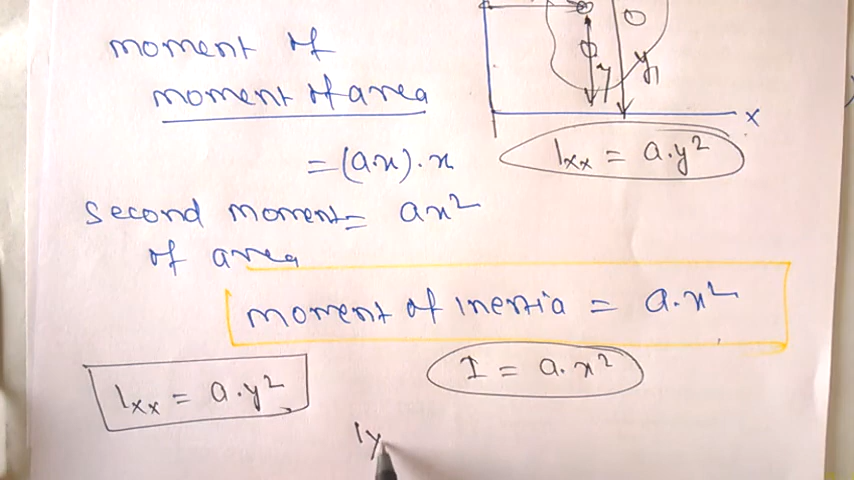 moment of
moment of area
= (a.x).x
second moment = ax²
of area
y
y₁
x
Ixx = a.y²
moment of inertia = a.x²
Ixx = a.y²
I = a.x²
Iy